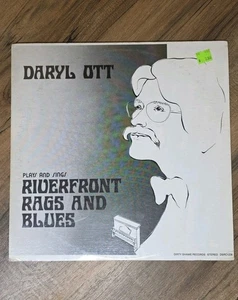 DARYL OTT
PLAYS AND SINGS
RIVERFRONT
RAGS AND
BLUES